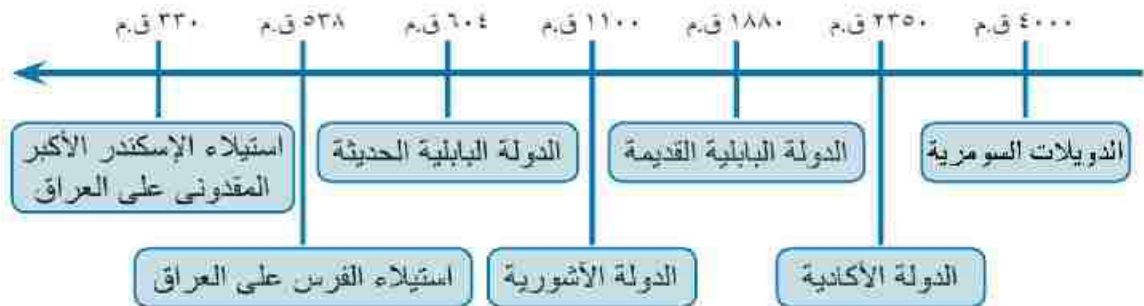 ٤٠٠٠ ق.م
٢٣٥٠ ق.م
١٨٨٠ ق.م
١١٠٠ ق.م
٦٠٤ ق.م
٥٣٨ ق.م
٣٣٠ ق.م
الدويلات السومرية
الدولة البابلية القديمة
الدولة البابلية الحديثة
استيلاء الإسكندر الأكبر
المقدونى على العراق
الدولة الأكادية
الدولة الآشورية
استيلاء الفرس على العراق